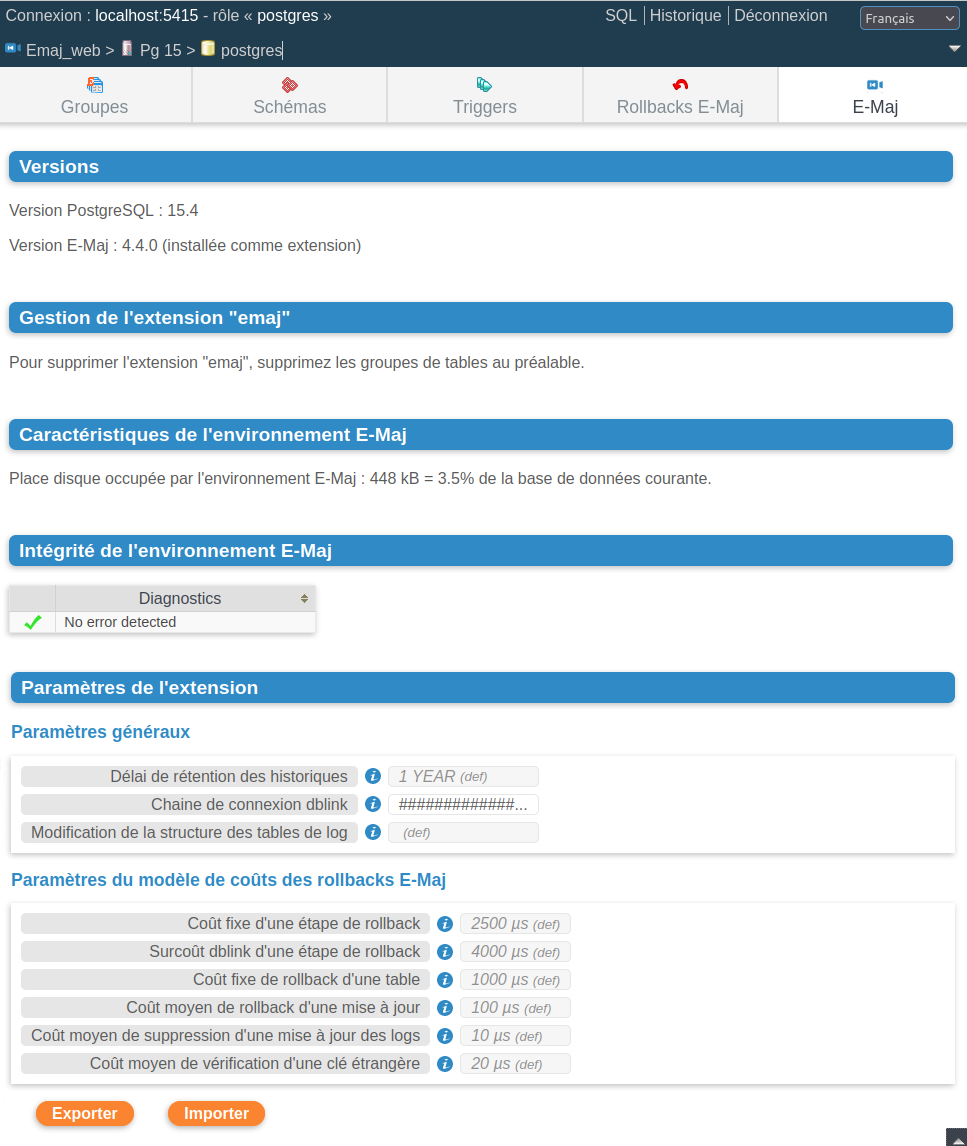 Connexion : localhost:5415 - rôle « postgres »
SQL | Historique | Déconnexion
Français
Emaj_web > Pg 15 > postgres
Groupes
Schémas
Triggers
Rollbacks E-Maj
E-Maj
Versions
Version PostgreSQL : 15.4
Version E-Maj : 4.4.0 (installée comme extension)
Gestion de l'extension "emaj"
Pour supprimer l'extension "emaj", supprimez les groupes de tables au préalable.
Caractéristiques de l'environnement E-Maj
Place disque occupée par l'environnement E-Maj : 448 kB = 3.5% de la base de données courante.
Intégrité de l'environnement E-Maj
Diagnostics
No error detected
Paramètres de l'extension
Paramètres généraux
Délai de rétention des historiques 1 YEAR (def)
Chaine de connexion dblink #############...
Modification de la structure des tables de log (def)
Paramètres du modèle de coûts des rollbacks E-Maj
Coût fixe d'une étape de rollback 2500 µs (def)
Surcoût dblink d'une étape de rollback 4000 µs (def)
Coût fixe de rollback d'une table 1000 µs (def)
Coût moyen de rollback d'une mise à jour 100 µs (def)
Coût moyen de suppression d'une mise à jour des logs 10 µs (def)
Coût moyen de vérification d'une clé étrangère 20 µs (def)
Exporter Importer